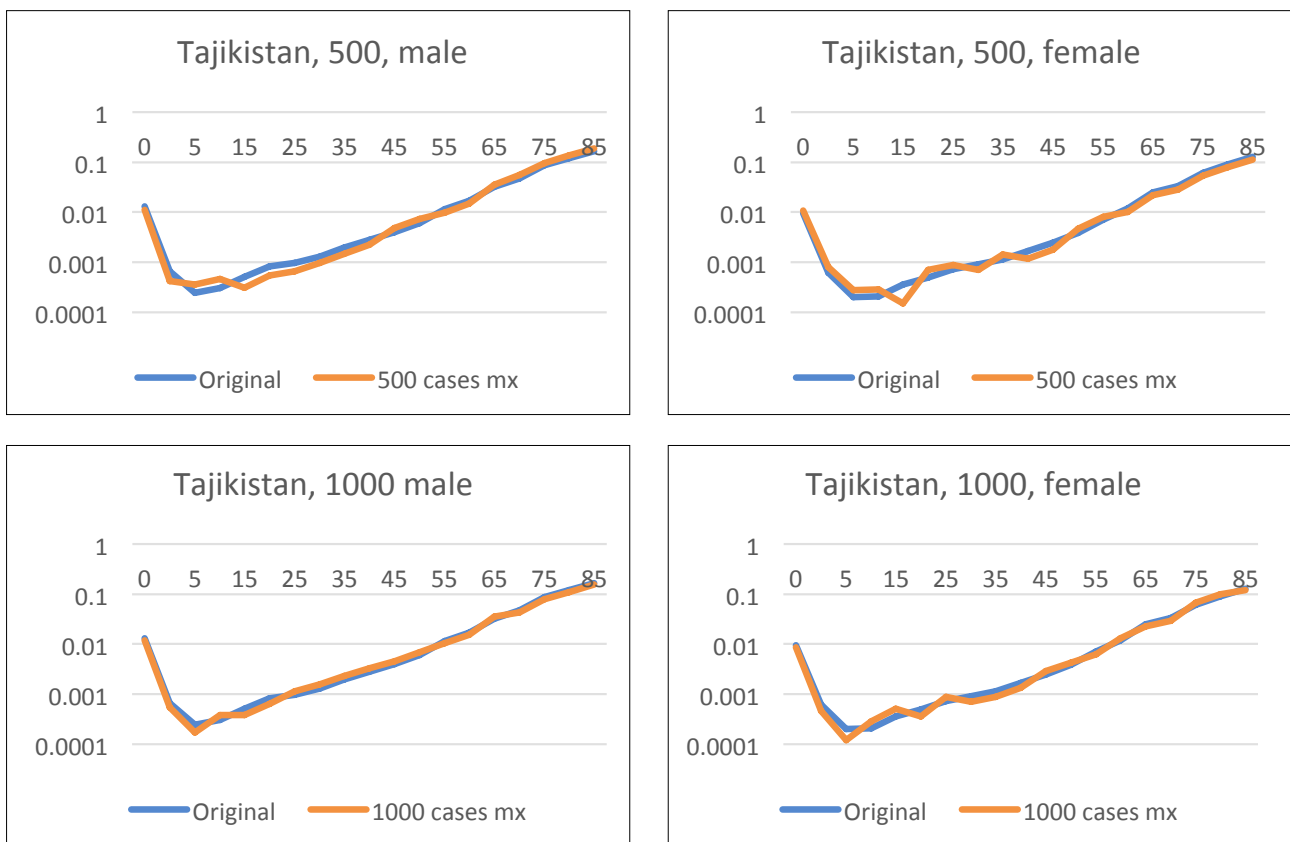 Tajikistan, 500, male
1
0 5 15 25 35 45 55 65 75 85
0.1
0.01
0.001
0.0001
Original 500 cases mx
Tajikistan, 500, female
1
0 5 15 25 35 45 55 65 75 85
0.1
0.01
0.001
0.0001
Original 500 cases mx
Tajikistan, 1000 male
1
0 5 15 25 35 45 55 65 75 85
0.1
0.01
0.001
0.0001
Original 1000 cases mx
Tajikistan, 1000, female
1
0 5 15 25 35 45 55 65 75 85
0.1
0.01
0.001
0.0001
Original 1000 cases mx